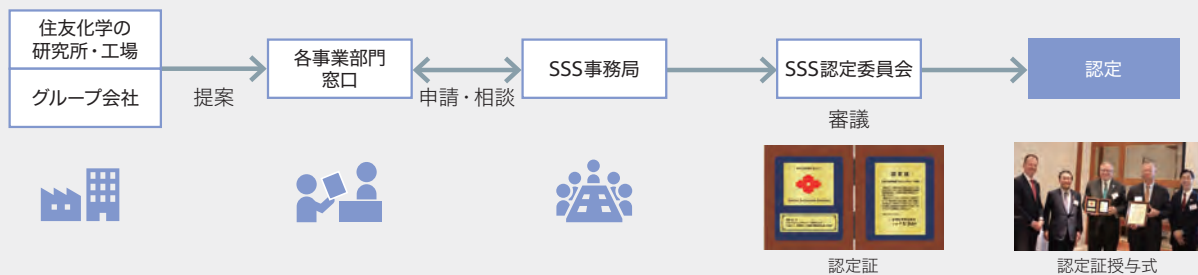 住友化学の
研究所・工場
グループ会社
提案
各事業部門
窓口
申請・相談
SSS事務局
SSS認定委員会
審議
認定
認定証
認定証授与式